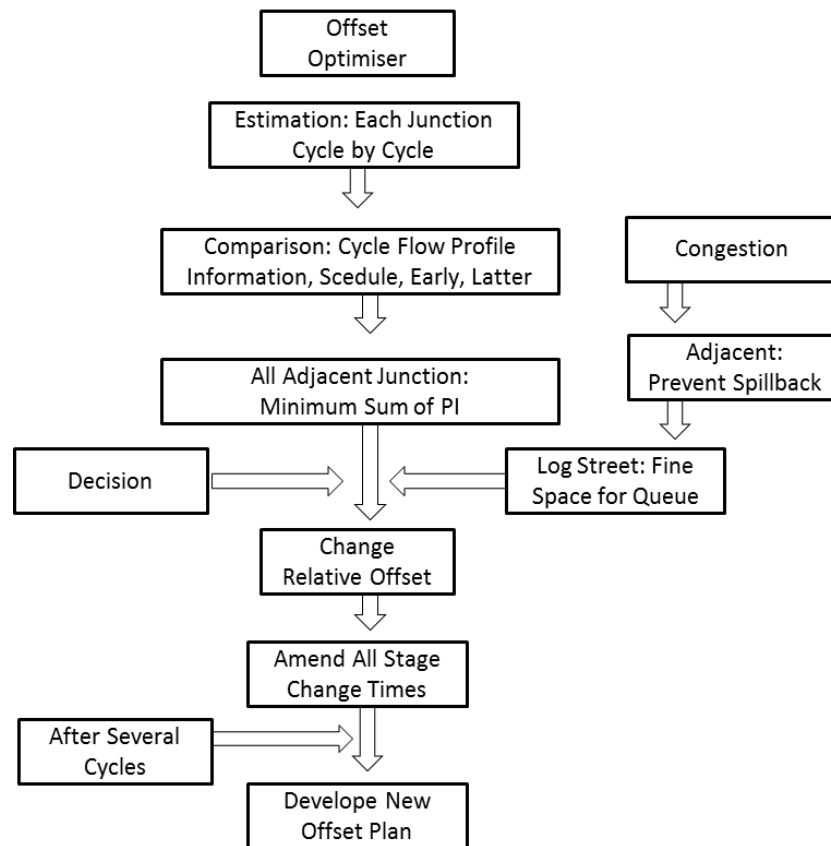 Offset
Optimiser
Estimation: Each Junction
Cycle by Cycle
Comparison: Cycle Flow Profile
Information, Scedule, Early, Latter
Congestion
All Adjacent Junction:
Minimum Sum of PI
Adjacent:
Prevent Spillback
Decision
Log Street: Fine
Space for Queue
Change
Relative Offset
Amend All Stage
Change Times
After Several
Cycles
Develope New
Offset Plan